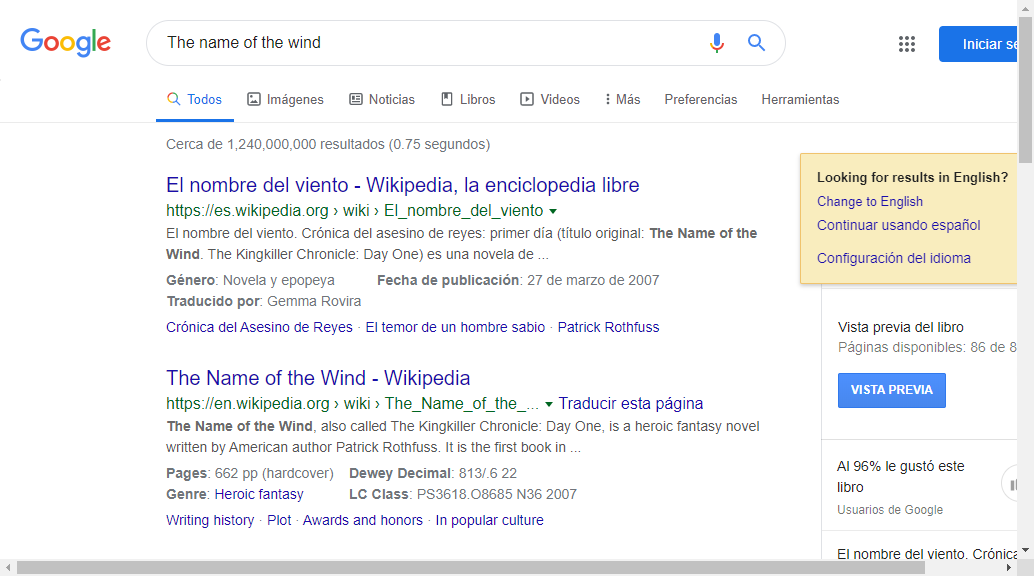 Google
The name of the wind
Iniciar se
Todos Imágenes Noticias Libros Videos Más Preferencias Herramientas
Cerca de 1,240,000,000 resultados (0.75 segundos)
El nombre del viento - Wikipedia, la enciclopedia libre
https://es.wikipedia.org › wiki › El_nombre_del_viento
El nombre del viento. Crónica del asesino de reyes: primer día (título original: The Name of the
Wind. The Kingkiller Chronicle: Day One) es una novela de ...
Género: Novela y epopeya Fecha de publicación: 27 de marzo de 2007
Traducido por: Gemma Rovira
Crónica del Asesino de Reyes · El temor de un hombre sabio · Patrick Rothfuss
The Name of the Wind - Wikipedia
https://en.wikipedia.org › wiki › The_Name_of_the_... Traducir esta página
The Name of the Wind, also called The Kingkiller Chronicle: Day One, is a heroic fantasy novel
written by American author Patrick Rothfuss. It is the first book in ...
Pages: 662 pp (hardcover) Dewey Decimal: 813/.6 22
Genre: Heroic fantasy LC Class: PS3618.O8685 N36 2007
Writing history · Plot · Awards and honors · In popular culture
Looking for results in English?
Change to English
Continuar usando español
Configuración del idioma
Vista previa del libro
Páginas disponibles: 86 de 8
VISTA PREVIA
Al 96% le gustó este
libro
Usuarios de Google
El nombre del viento. Crónica